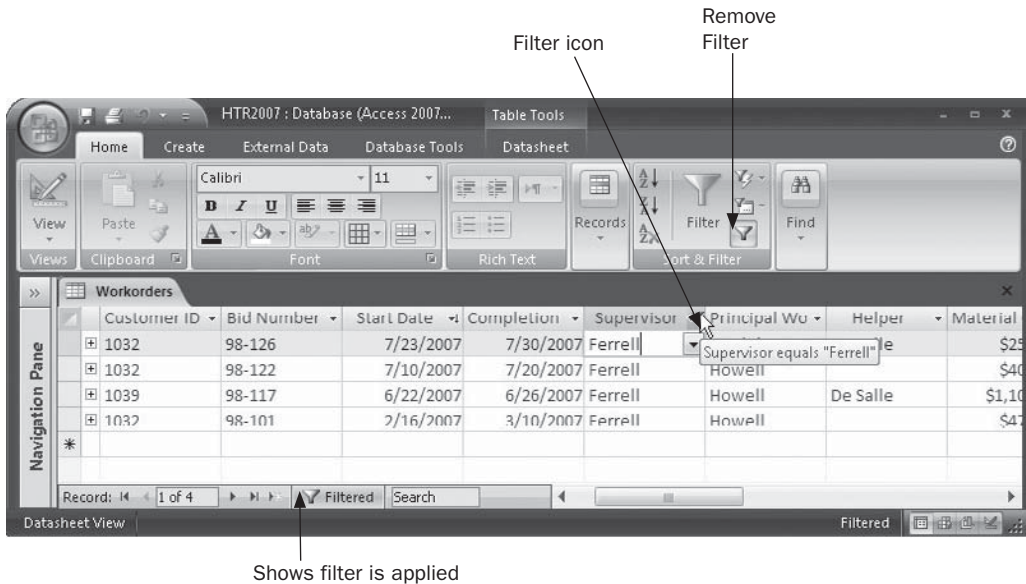 Remove
Filter
Filter icon
HTR2007 : Database (Access 2007... Table Tools
Home Create External Data Database Tools Datasheet
Calibri 11
B I U
View Paste A ab Records Filter Find
Views Clipboard Font Rich Text Sort & Filter
Workorders
Customer ID Bid Number Start Date Completion Supervisor Principal Wo Helper Material
1032 98-126 7/23/2007 7/30/2007 Ferrell
Supervisor equals "Ferrell"
1032 98-122 7/10/2007 7/20/2007 Ferrell Howell
1039 98-117 6/22/2007 6/26/2007 Ferrell Howell De Salle
1032 98-101 2/16/2007 3/10/2007 Ferrell Howell
Navigation Pane
Record: 1 of 4 Filtered Search
Datasheet View Filtered
Shows filter is applied